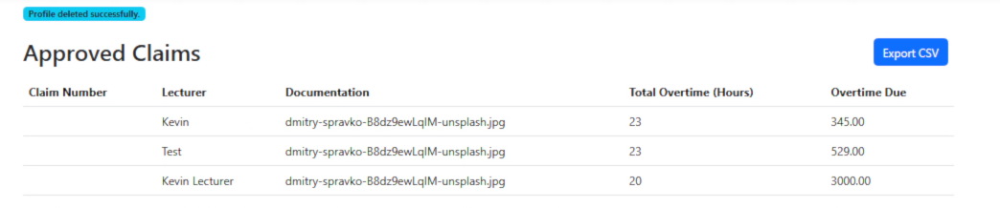 Profile deleted successfully.
Approved Claims
Export CSV
Claim Number Lecturer Documentation Total Overtime (Hours) Overtime Due
Kevin dmitry-spravko-B8dz9ewLqIM-unsplash.jpg 23 345.00
Test dmitry-spravko-B8dz9ewLqIM-unsplash.jpg 23 529.00
Kevin Lecturer dmitry-spravko-B8dz9ewLqIM-unsplash.jpg 20 3000.00